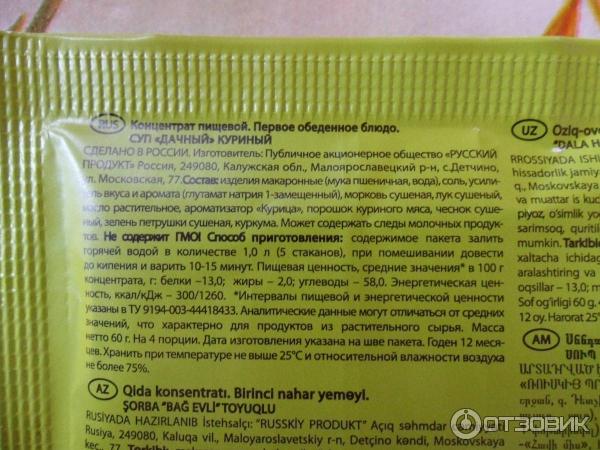 RUS Концентрат пищевой. Первое обеденное блюдо.
СУП «ДАЧНЫЙ» КУРИНЫЙ
СДЕЛАНО В РОССИИ. Изготовитель: Публичное акционерное общество «РУССКИЙ
ПРОДУКТ» Россия, 249080, Калужская обл., Малоярославецкий р-н, с.Детчино,
ул. Московская, 77. Состав: изделия макаронные (мука пшеничная, вода), соль, усили-
тель вкуса и аромата (глутамат натрия 1-замещенный), морковь сушеная, лук сушеный,
масло растительное, ароматизатор «Курица», порошок куриного мяса, чеснок суше-
ный, зелень петрушки сушеная, куркума. Может содержать следы молочных продук-
тов. Не содержит ГМО! Способ приготовления: содержимое пакета залить
горячей водой в количестве 1,0 л (5 стаканов), при помешивании довести
до кипения и варить 10-15 минут. Пищевая ценность, средние значения* в 100 г
концентрата, г: белки –13,0; жиры – 2,0; углеводы – 58,0. Энергетическая цен-
ность, ккал/кДж – 300/1260. *Интервалы пищевой и энергетической ценности
указаны в ТУ 9194-003-44418433. Аналитические данные могут отличаться от средних
значений, что характерно для продуктов из растительного сырья. Масса
нетто 60 г. На 4 порции. Дата изготовления указана на шве пакета. Годен 12 меся-
цев. Хранить при температуре не выше 25°С и относительной влажности воздуха
не более 75%.
AZ Qida konsentratı. Birinci nahar yeməyi.
ŞORBA "BAĞ EVLİ" TOYUQLU
RUSİYADA HAZIRLANIB İstehsalçı: "RUSSKİY PRODUKT" Açıq səhmdar
Rusiya, 249080, Kaluqa vil., Maloyaroslavetskiy r-n, Detçino kəndi, Moskovskaya
küç., 77.
UZ Oziq-ov
"DALA H
RROSSIYADA ISHL
hissadorlik jamiy
q., Moskovskaya
va muattar is kuch
piyoz, o'simlik yo
sarimsoq, quritil
mumkin. Tarkibi
xaltacha ichidag
aralashtiring va
oqsillar – 13,0; m
Sof og'irligi 60 g. 4
12 oy. Harorat 25°
AM
ՍՈՒՊ
ОТЗОВИК